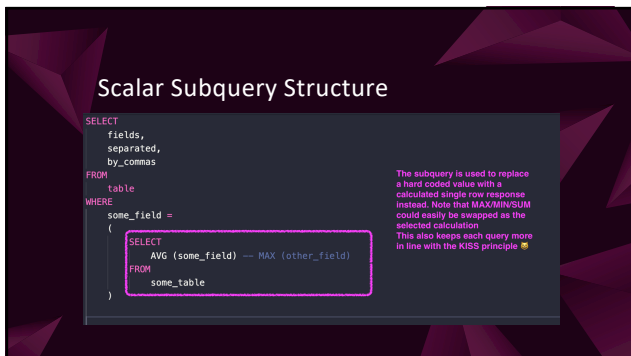 Scalar Subquery Structure
SELECT
fields,
separated,
by_commas
FROM
table
WHERE
some_field =
(
SELECT
AVG (some_field) -- MAX (other_field)
FROM
some_table
)
The subquery is used to replace
a hard coded value with a
calculated single row response
instead. Note that MAX/MIN/SUM
could easily be swapped as the
selected calculation
This also keeps each query more
in line with the KISS principle 😸